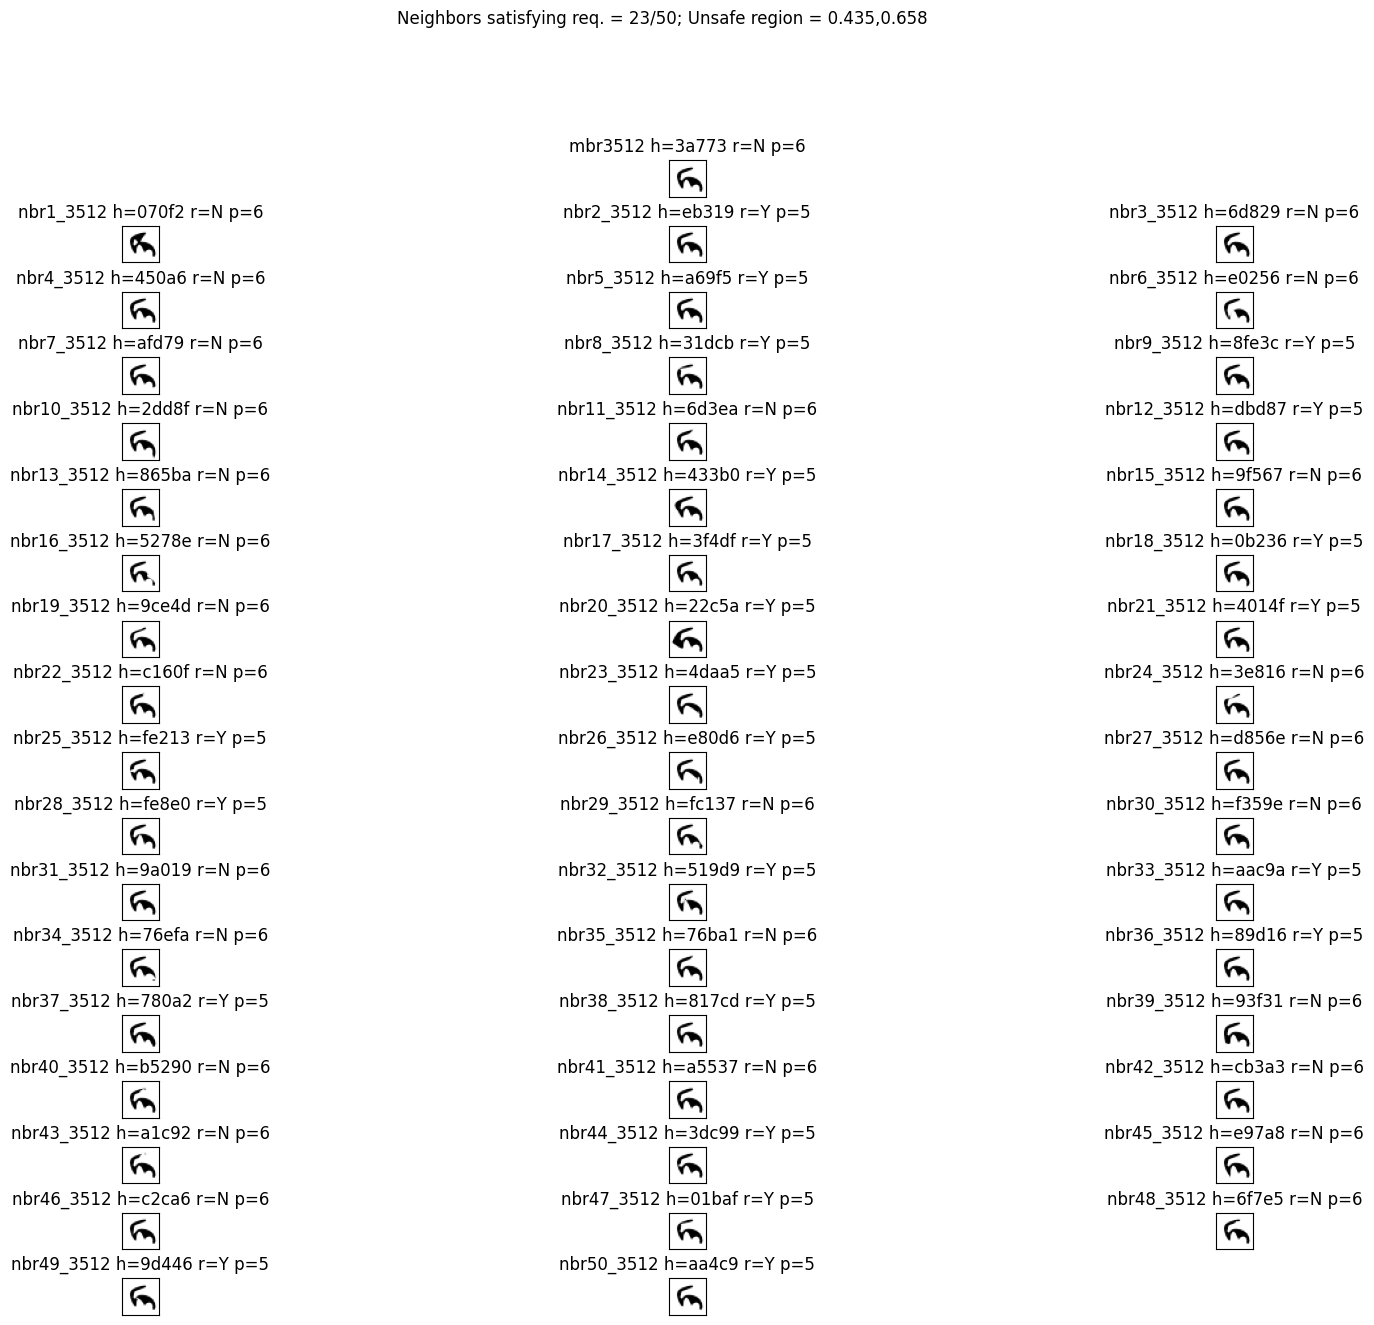 Neighbors satisfying req. = 23/50; Unsafe region = 0.435,0.658
mbr3512 h=3a773 r=N p=6
nbr1_3512 h=070f2 r=N p=6
nbr2_3512 h=eb319 r=Y p=5
nbr3_3512 h=6d829 r=N p=6
nbr4_3512 h=450a6 r=N p=6
nbr5_3512 h=a69f5 r=Y p=5
nbr6_3512 h=e0256 r=N p=6
nbr7_3512 h=afd79 r=N p=6
nbr8_3512 h=31dcb r=Y p=5
nbr9_3512 h=8fe3c r=Y p=5
nbr10_3512 h=2dd8f r=N p=6
nbr11_3512 h=6d3ea r=N p=6
nbr12_3512 h=dbd87 r=Y p=5
nbr13_3512 h=865ba r=N p=6
nbr14_3512 h=433b0 r=Y p=5
nbr15_3512 h=9f567 r=N p=6
nbr16_3512 h=5278e r=N p=6
nbr17_3512 h=3f4df r=Y p=5
nbr18_3512 h=0b236 r=Y p=5
nbr19_3512 h=9ce4d r=N p=6
nbr20_3512 h=22c5a r=Y p=5
nbr21_3512 h=4014f r=Y p=5
nbr22_3512 h=c160f r=N p=6
nbr23_3512 h=4daa5 r=Y p=5
nbr24_3512 h=3e816 r=N p=6
nbr25_3512 h=fe213 r=Y p=5
nbr26_3512 h=e80d6 r=Y p=5
nbr27_3512 h=d856e r=N p=6
nbr28_3512 h=fe8e0 r=Y p=5
nbr29_3512 h=fc137 r=N p=6
nbr30_3512 h=f359e r=N p=6
nbr31_3512 h=9a019 r=N p=6
nbr32_3512 h=519d9 r=Y p=5
nbr33_3512 h=aac9a r=Y p=5
nbr34_3512 h=76efa r=N p=6
nbr35_3512 h=76ba1 r=N p=6
nbr36_3512 h=89d16 r=Y p=5
nbr37_3512 h=780a2 r=Y p=5
nbr38_3512 h=817cd r=Y p=5
nbr39_3512 h=93f31 r=N p=6
nbr40_3512 h=b5290 r=N p=6
nbr41_3512 h=a5537 r=N p=6
nbr42_3512 h=cb3a3 r=N p=6
nbr43_3512 h=a1c92 r=N p=6
nbr44_3512 h=3dc99 r=Y p=5
nbr45_3512 h=e97a8 r=N p=6
nbr46_3512 h=c2ca6 r=N p=6
nbr47_3512 h=01baf r=Y p=5
nbr48_3512 h=6f7e5 r=N p=6
nbr49_3512 h=9d446 r=Y p=5
nbr50_3512 h=aa4c9 r=Y p=5